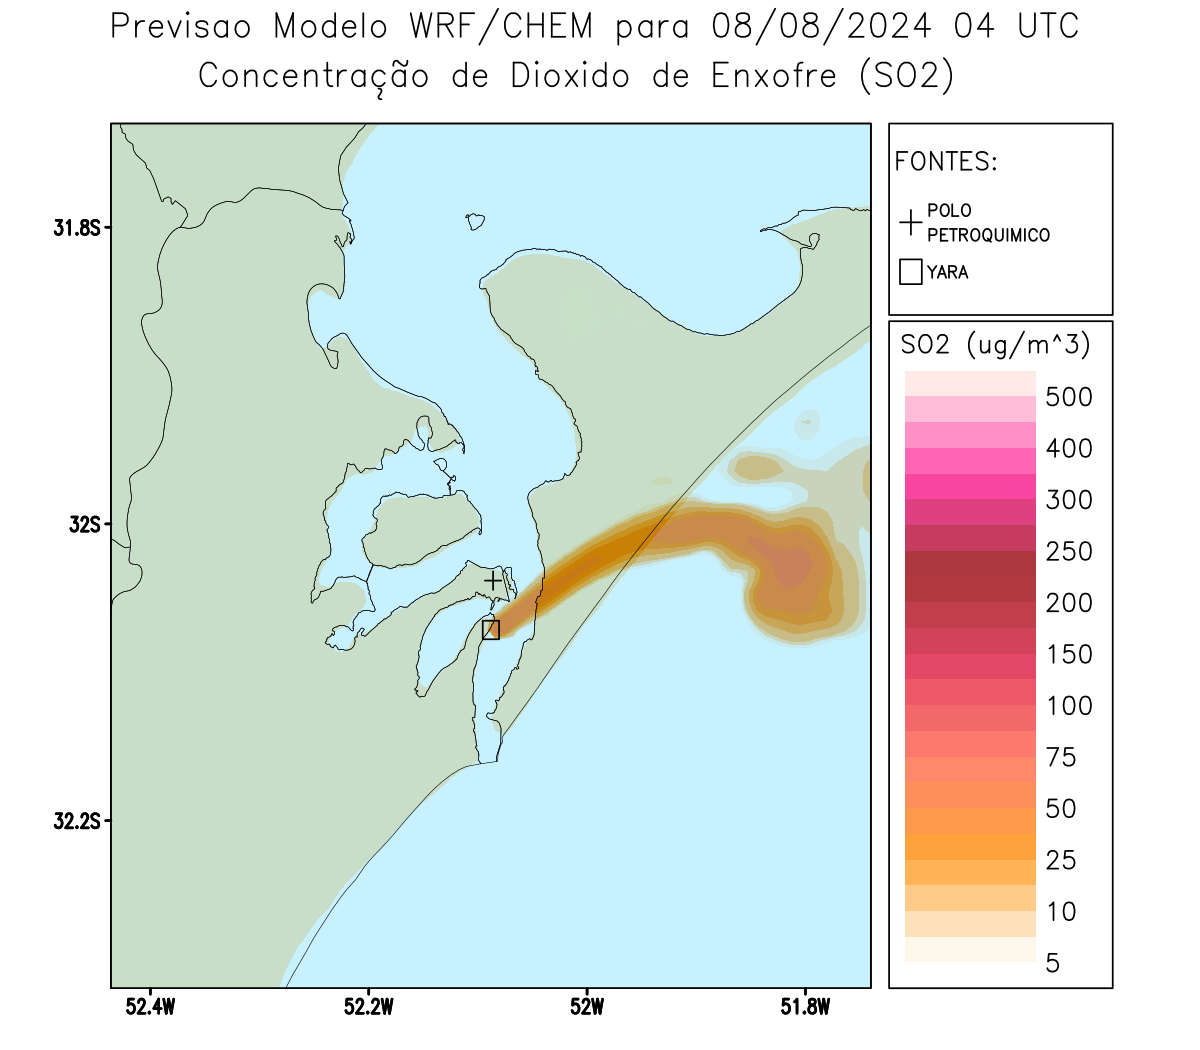 Previsao Modelo WRF/CHEM para 08/08/2024 04 UTC
Concentração de Dioxido de Enxofre (SO2)
FONTES:
POLO
PETROQUIMICO
YARA
SO2 (ug/m^3)
500
400
300
250
200
150
100
75
50
25
10
5
31.8S
32S
32.2S
52.4W
52.2W
52W
51.8W